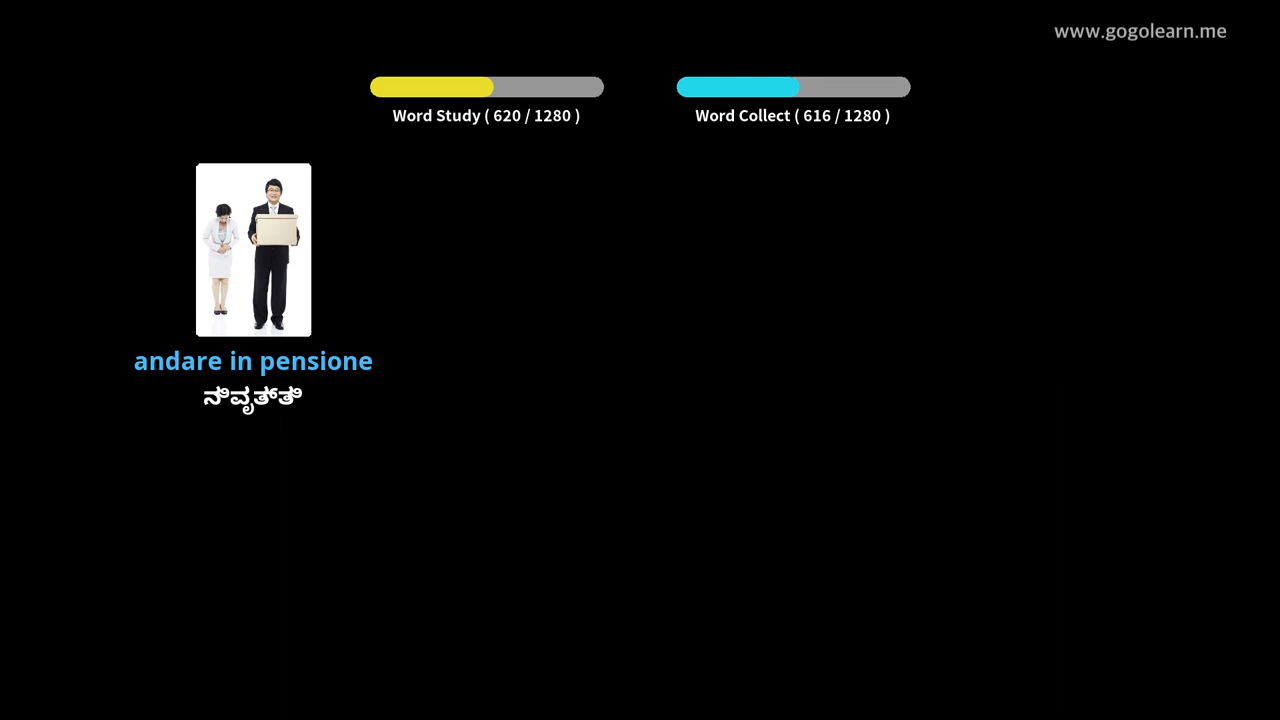 www.gogolearn.me
Word Study ( 620 / 1280 )
Word Collect ( 616 / 1280 )
andare in pensione
ನಿವೃತ್ತಿ